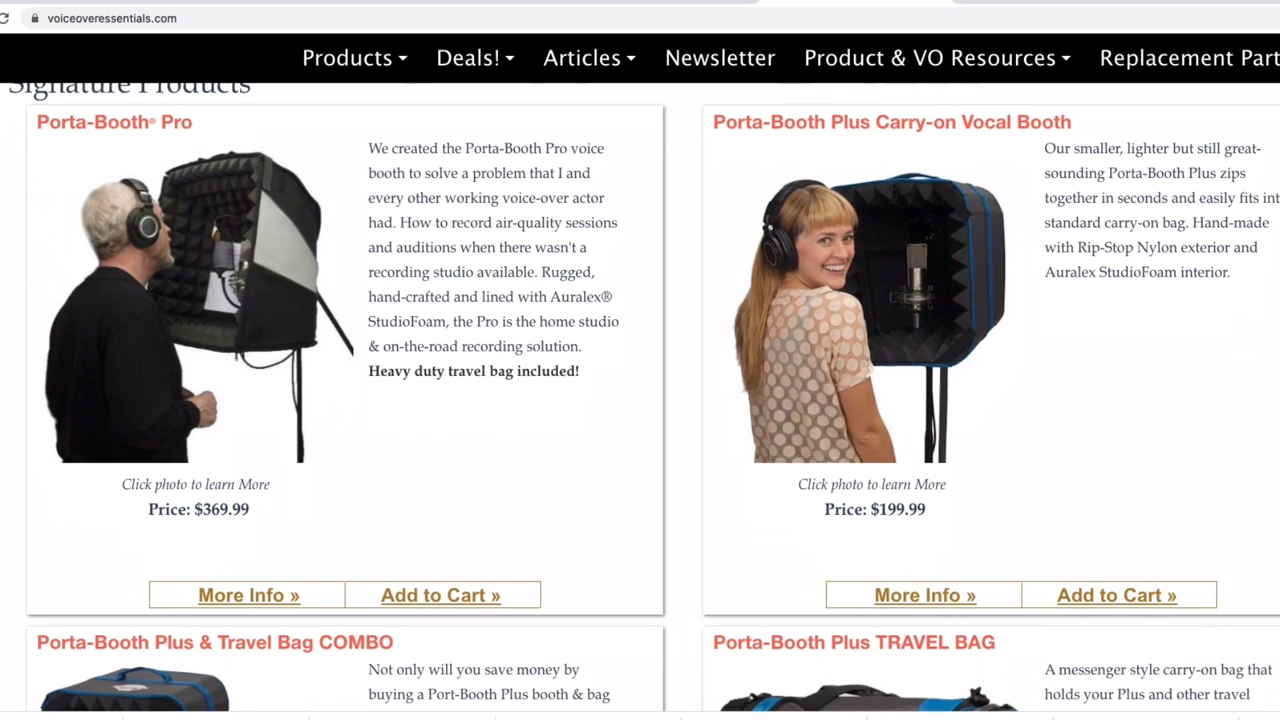 voiceoveressentials.com
Products Deals! Articles Newsletter Product & VO Resources Replacement Part
Signature Products
Porta-Booth® Pro
We created the Porta-Booth Pro voice
booth to solve a problem that I and
every other working voice-over actor
had. How to record air-quality sessions
and auditions when there wasn't a
recording studio available. Rugged,
hand-crafted and lined with Auralex®
StudioFoam, the Pro is the home studio
& on-the-road recording solution.
Heavy duty travel bag included!
Click photo to learn More
Price: $369.99
More Info » Add to Cart »
Porta-Booth Plus Carry-on Vocal Booth
Our smaller, lighter but still great-
sounding Porta-Booth Plus zips
together in seconds and easily fits int
standard carry-on bag. Hand-made
with Rip-Stop Nylon exterior and
Auralex StudioFoam interior.
Click photo to learn More
Price: $199.99
More Info » Add to Cart »
Porta-Booth Plus & Travel Bag COMBO
Not only will you save money by
buying a Port-Booth Plus booth & bag
Porta-Booth Plus TRAVEL BAG
A messenger style carry-on bag that
holds your Plus and other travel